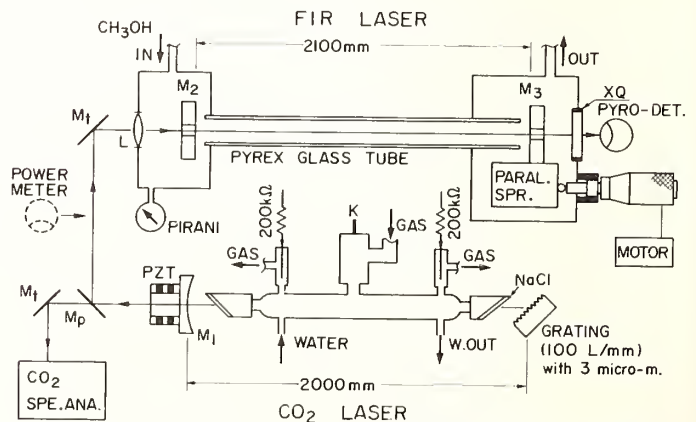 FIR LASER
CH3OH
IN
2100mm
OUT
M2
M3
XQ
PYRO-DET.
Mt
L
PYREX GLASS TUBE
PARAL.
SPR.
POWER
METER
PIRANI
200kΩ
K
GAS
200kΩ
MOTOR
GAS
GAS
PZT
NaCl
Mt
Mp
M1
WATER
W.OUT
GRATING
(100 L/mm)
with 3 micro-m.
CO2
SPE.ANA.
2000mm
CO2 LASER